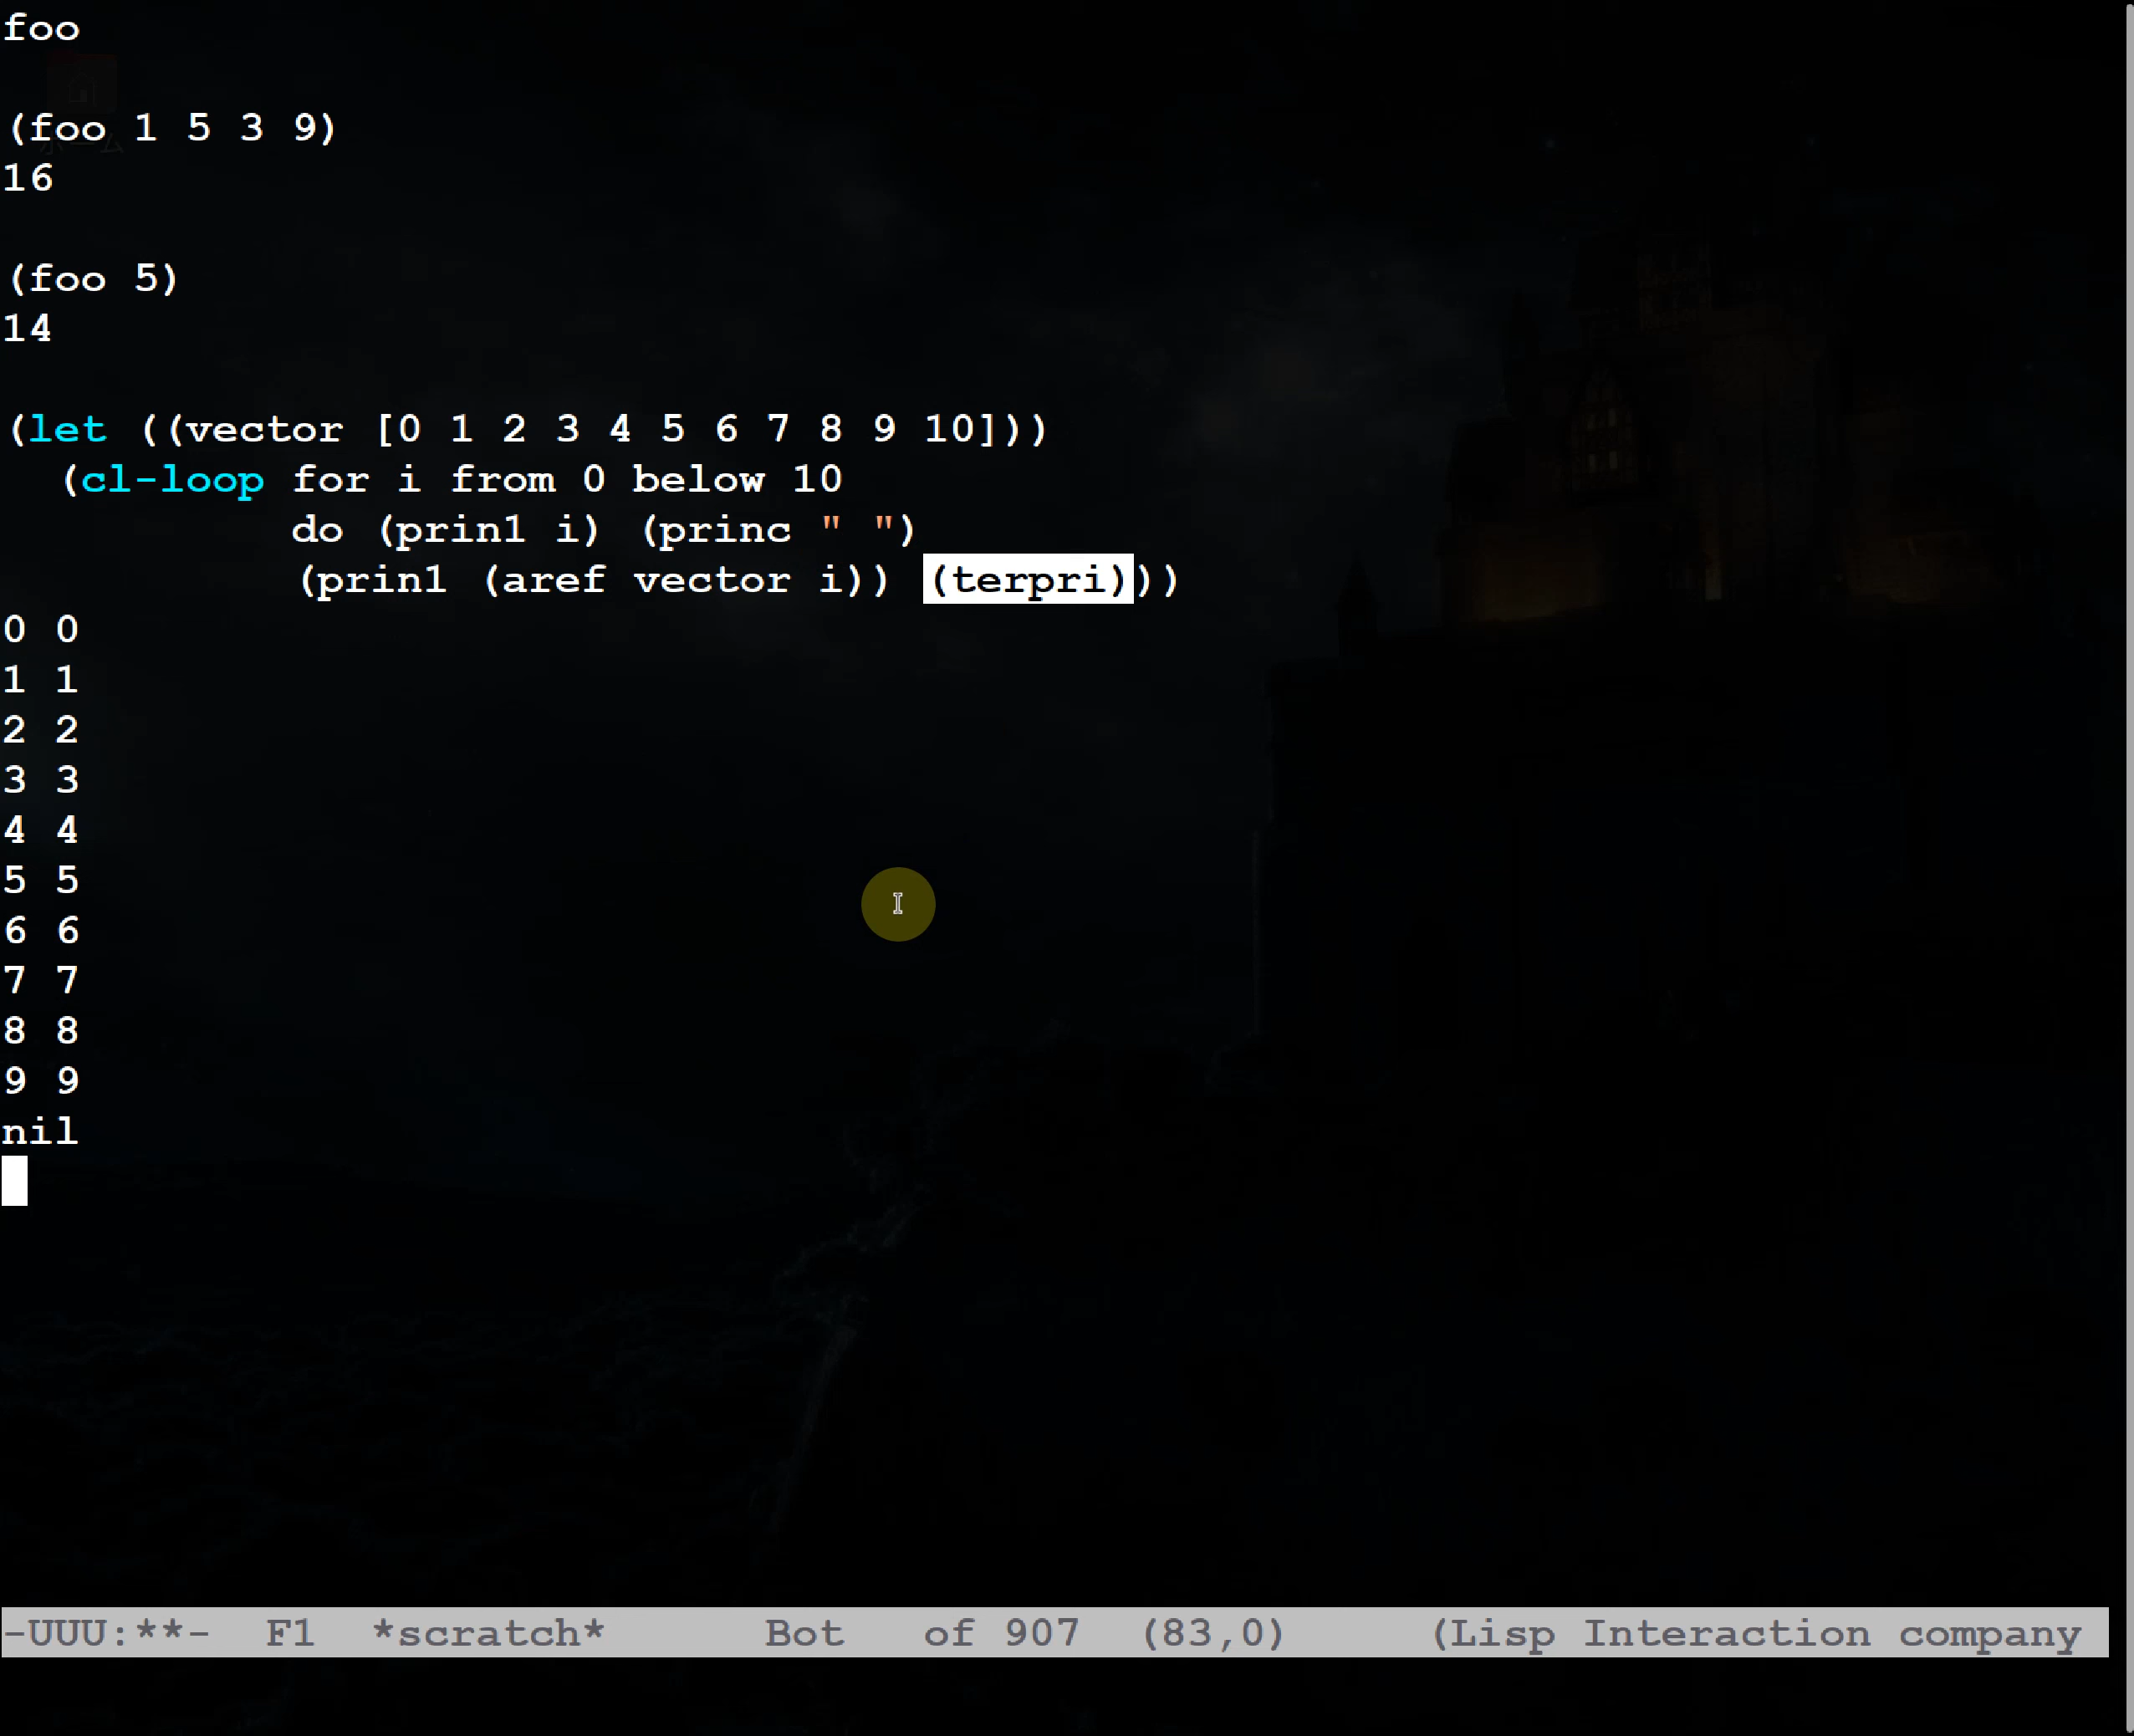 foo
ホーム
(foo 1 5 3 9)
16
(foo 5)
14
(let ((vector [0 1 2 3 4 5 6 7 8 9 10]))
  (cl-loop for i from 0 below 10
           do (prin1 i) (princ " ")
           (prin1 (aref vector i)) (terpri)))
0 0
1 1
2 2
3 3
4 4
5 5
6 6
7 7
8 8
9 9
nil
-UUU:**-  F1  *scratch*      Bot   of 907  (83,0)     (Lisp Interaction company